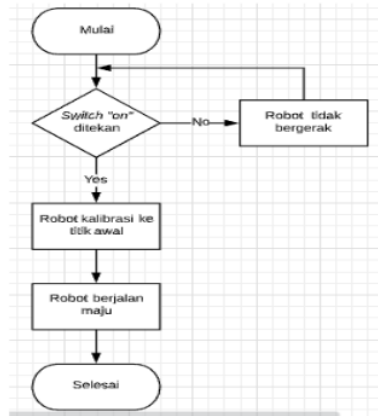 Mulai
Switch "on"
ditekan
No
Robot tidak
bergerak
Yes
Robot kalibrasi ke
titik awal
Robot berjalan
maju
Selesai